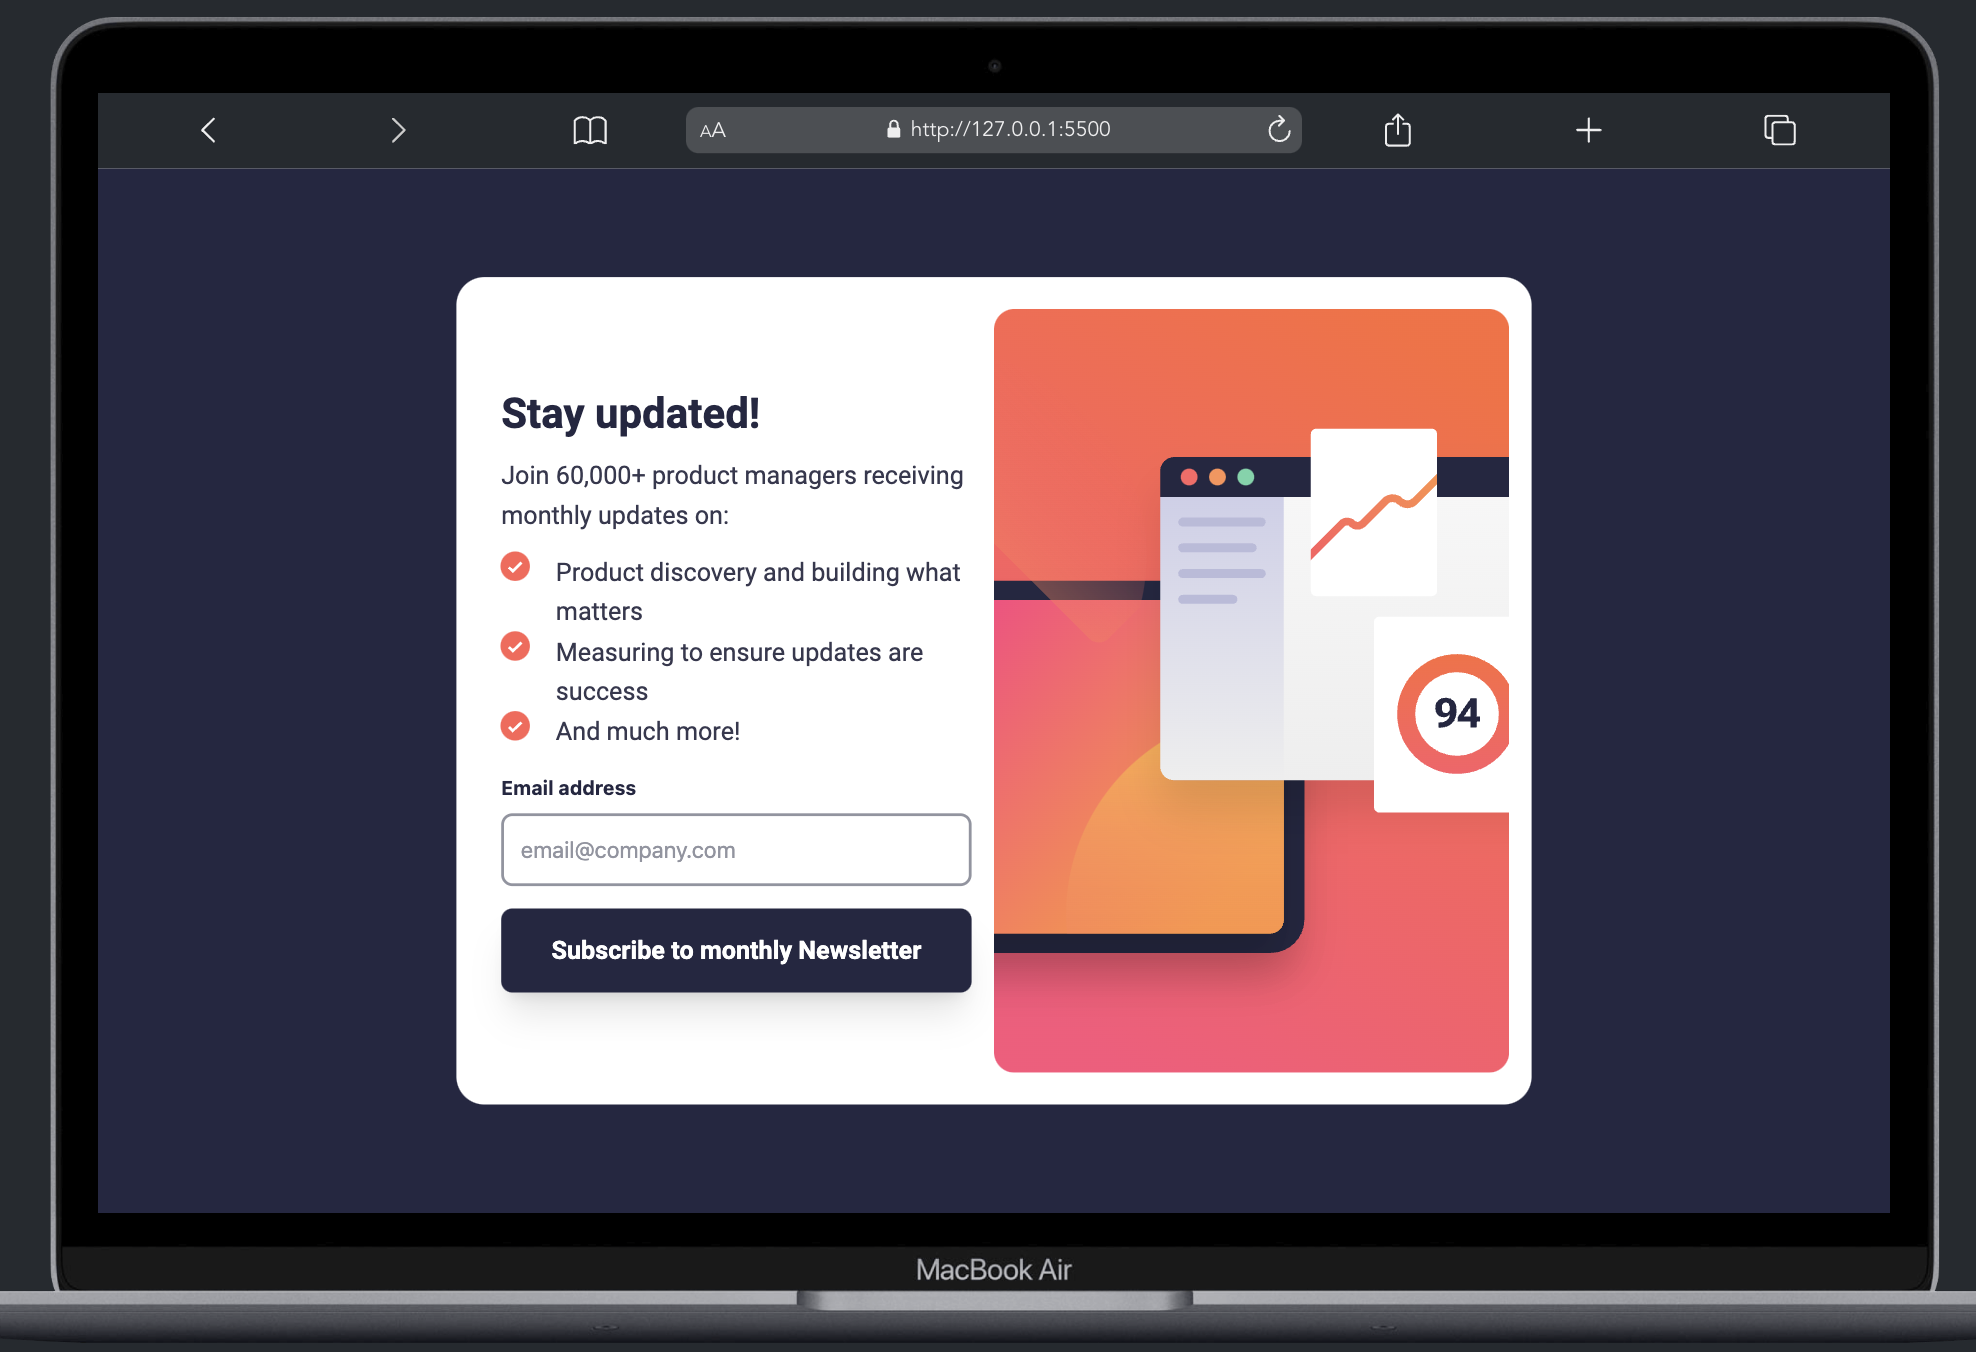 AA
http://127.0.0.1:5500
Stay updated!
Join 60,000+ product managers receiving
monthly updates on:
Product discovery and building what
matters
Measuring to ensure updates are
success
And much more!
Email address
email@company.com
Subscribe to monthly Newsletter
94
MacBook Air